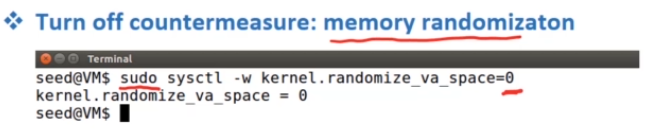 ❖ Turn off countermeasure: memory randomizaton
Terminal
seed@VM$ sudo sysctl -w kernel.randomize_va_space=0
kernel.randomize_va_space = 0
seed@VM$